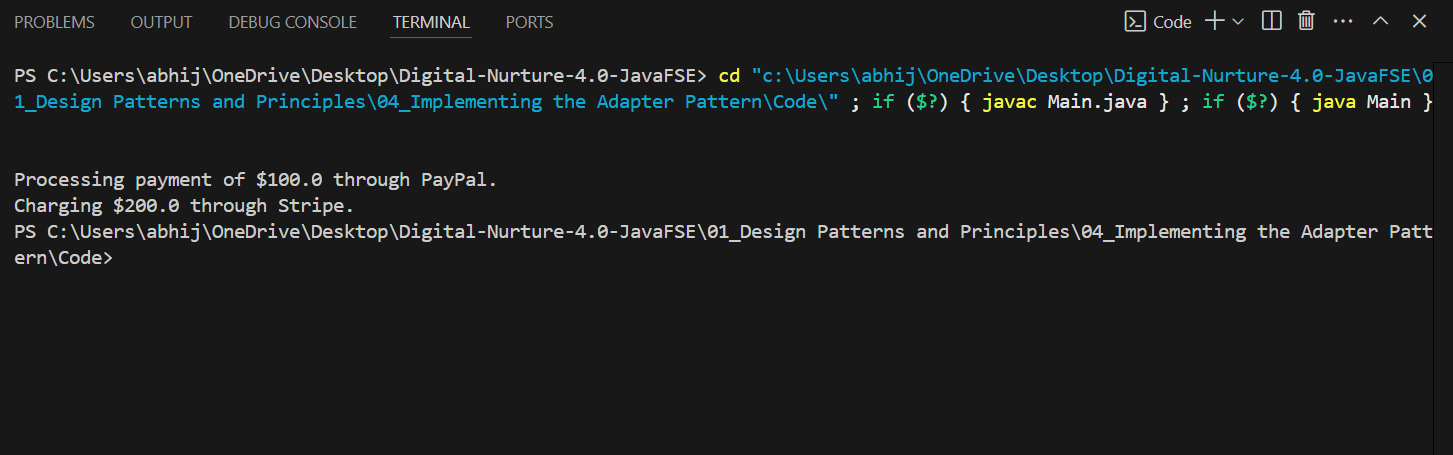 PROBLEMS OUTPUT DEBUG CONSOLE TERMINAL PORTS Code
PS C:\Users\abhij\OneDrive\Desktop\Digital-Nurture-4.0-JavaFSE> cd "c:\Users\abhij\OneDrive\Desktop\Digital-Nurture-4.0-JavaFSE\0
1_Design Patterns and Principles\04_Implementing the Adapter Pattern\Code\" ; if ($?) { javac Main.java } ; if ($?) { java Main }
Processing payment of $100.0 through PayPal.
Charging $200.0 through Stripe.
PS C:\Users\abhij\OneDrive\Desktop\Digital-Nurture-4.0-JavaFSE\01_Design Patterns and Principles\04_Implementing the Adapter Patt
ern\Code>